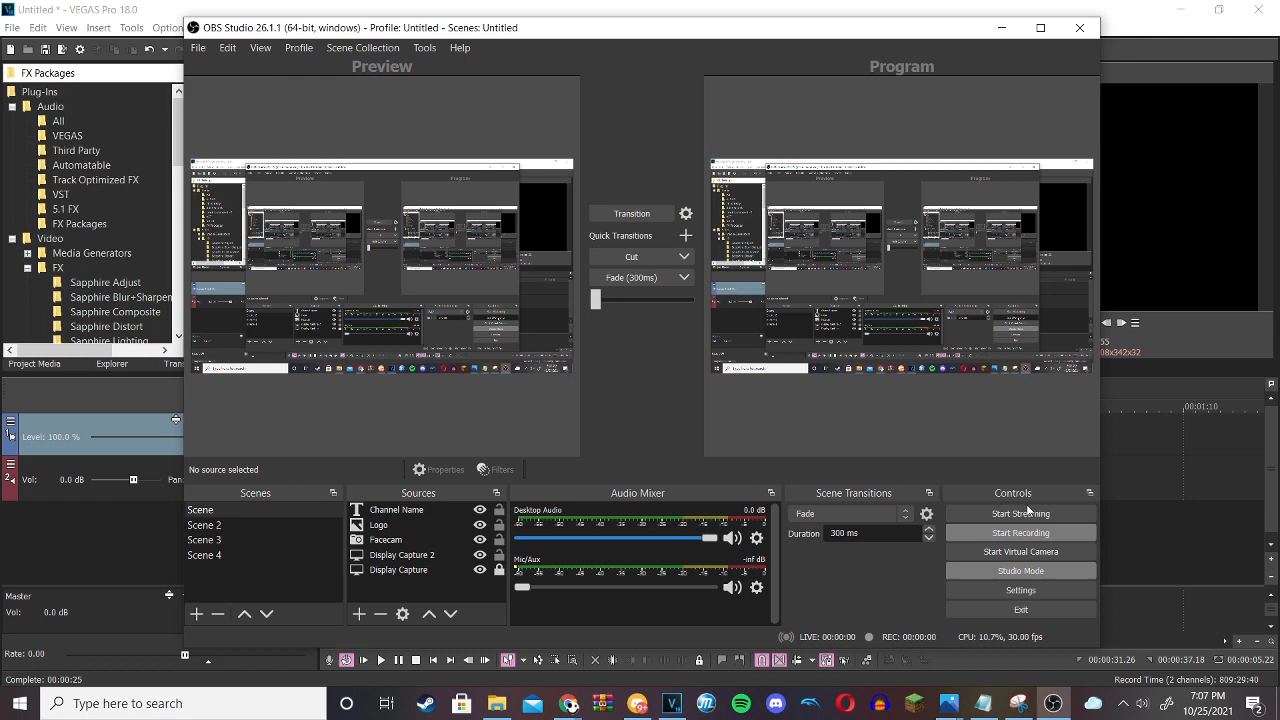 Untitled * - VEGAS Pro 18.0
File Edit View Insert Tools Option
FX Packages
Plug-Ins
Audio
All
VEGAS
Third Party
Automatable
Track Optimized FX
VST
5.1 FX
FX Packages
Video
Media Generators
FX
Sapphire Adjust
Sapphire Blur+Sharpen
Sapphire Composite
Sapphire Distort
Sapphire Lighting
Project Media Explorer Tran
Level: 100.0 %
2
Vol: 0.0 dB Pan:
Master
Vol: 0.0 dB
Rate: 0.00
Complete: 00:00:25
OBS Studio 26.1.1 (64-bit, windows) - Profile: Untitled - Scenes: Untitled
File Edit View Profile Scene Collection Tools Help
Preview
Program
Transition
Quick Transitions
Cut
Fade (300ms)
No source selected Properties Filters
Scenes
Scene
Scene 2
Scene 3
Scene 4
Sources
Channel Name
Logo
Facecam
Display Capture 2
Display Capture
Audio Mixer
Desktop Audio 0.0 dB
Mic/Aux -inf dB
Scene Transitions
Fade
Duration 300 ms
Controls
Start Streaming
Start Recording
Start Virtual Camera
Studio Mode
Settings
Exit
LIVE: 00:00:00 REC: 00:00:00 CPU: 10.7%, 30.00 fps
55
08x342x32
00:01:10
00:00:31.26 00:00:37.18 00:00:05.22
Record Time (2 channels): 809:29:40
Type here to search
7:07 PM
10/25/2021